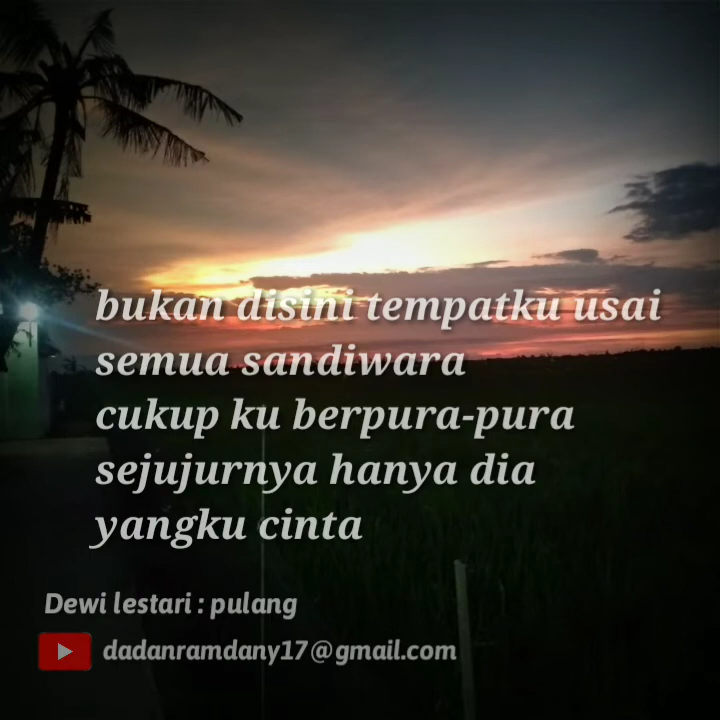 bukan disini tempatku usai
semua sandiwara
cukup ku berpura-pura
sejujurnya hanya dia
yangku cinta
Dewi lestari : pulang
dadanramdany17@gmail.com